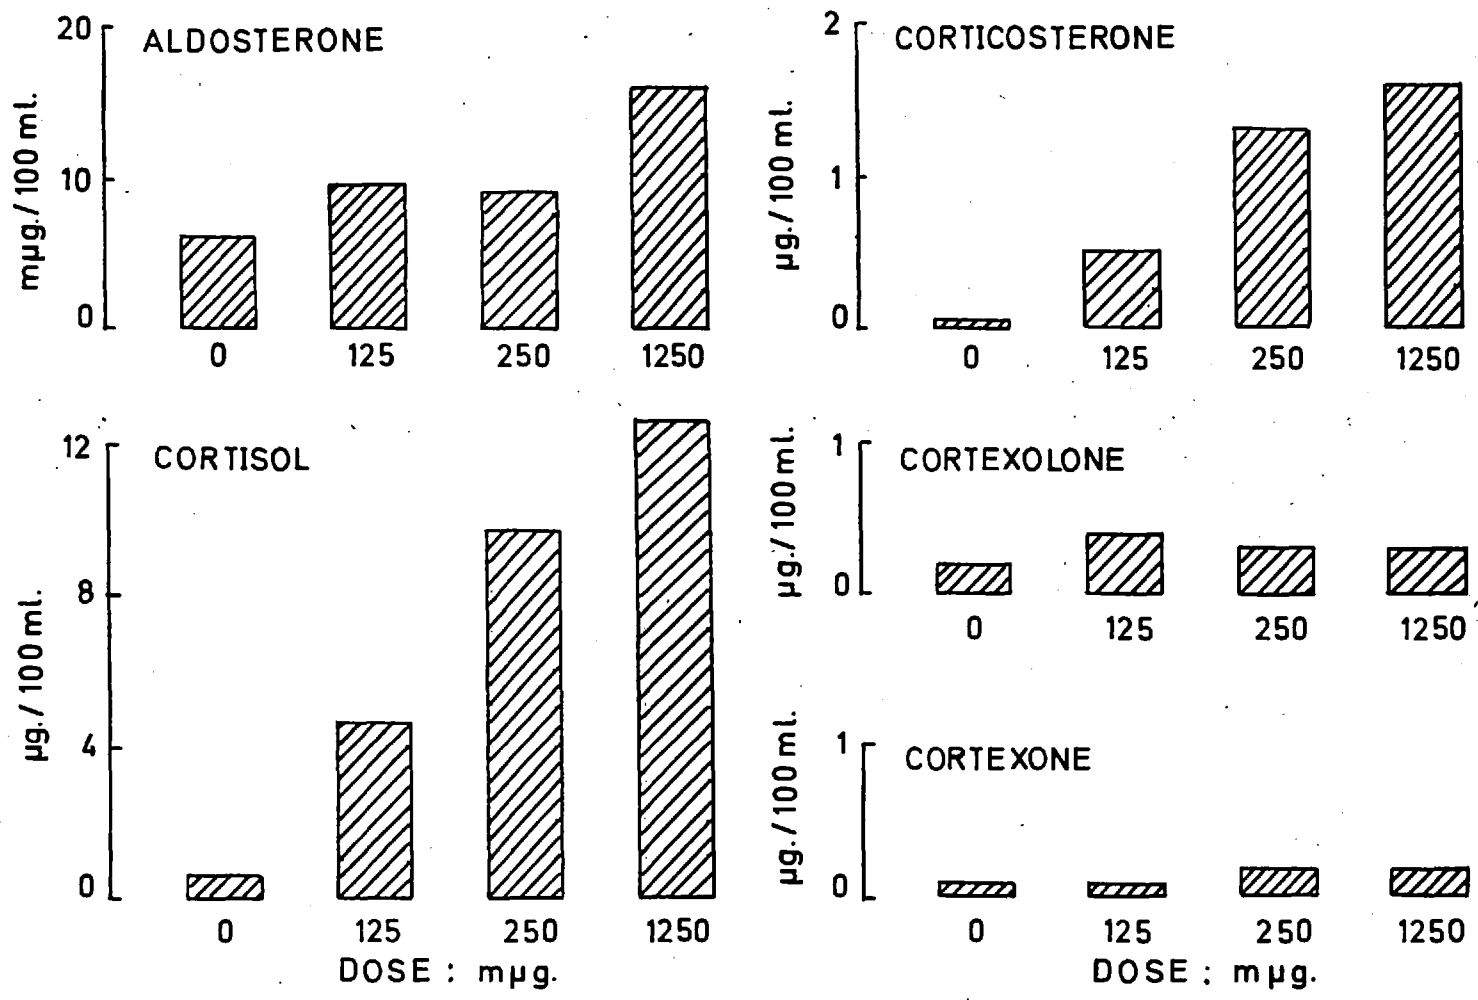 ALDOSTERONE
mµg./100 ml.
20
10
0
0 125 250 1250
CORTICOSTERONE
µg./100 ml.
2
1
0
0 125 250 1250
CORTISOL
µg./100 ml.
12
8
4
0
0 125 250 1250
DOSE : mµg.
CORTEXOLONE
µg./100 ml.
1
0
0 125 250 1250
CORTEXONE
µg./100 ml.
1
0
0 125 250 1250
DOSE : mµg.